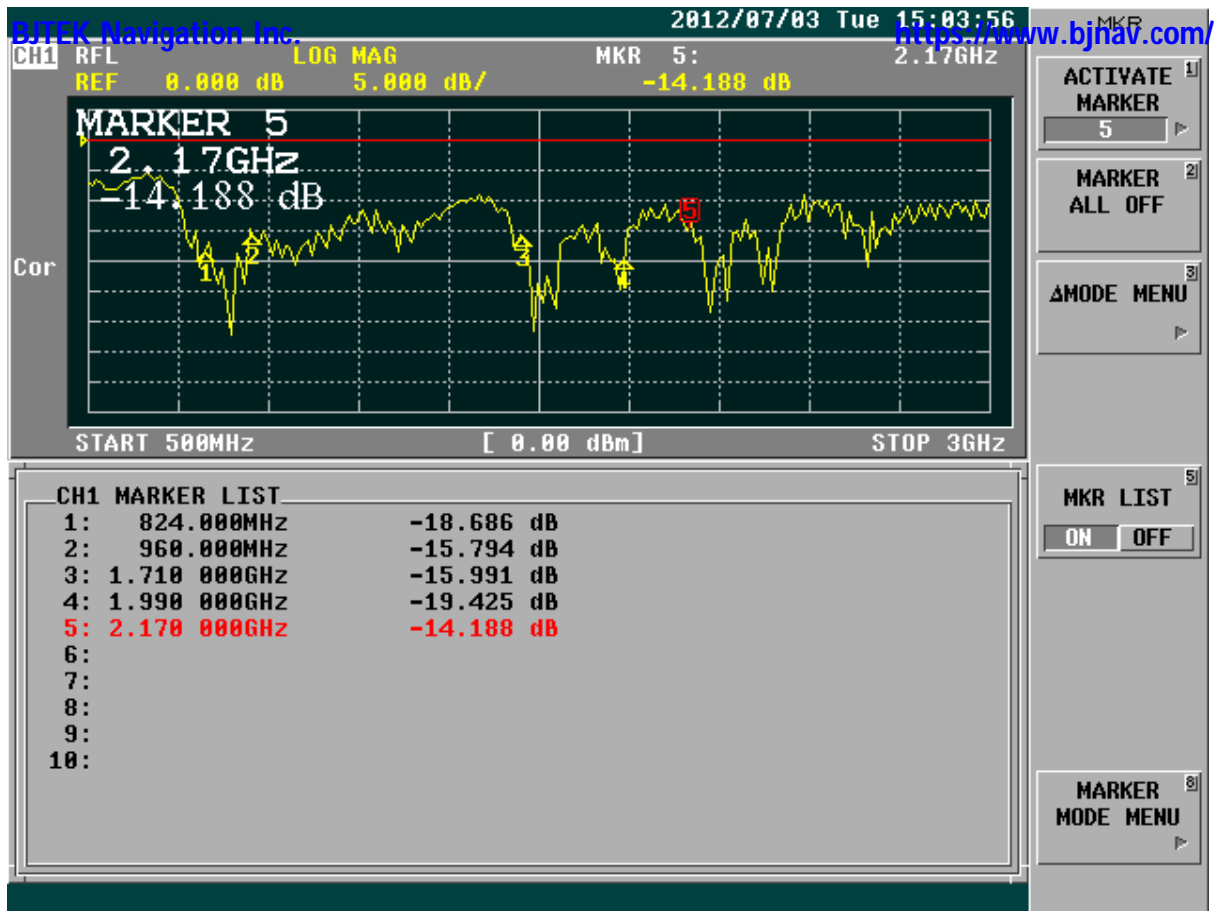 2012/07/03 Tue 15:03:56
MKR
BJTEK Navigation Inc.
https://www.bjnav.com/
CH1 RFL LOG MAG MKR 5: 2.17GHz
REF 0.000 dB 5.000 dB/ -14.188 dB
MARKER 5
2.17GHz
-14.188 dB
1
2
3
4
5
Cor
START 500MHz [ 0.00 dBm] STOP 3GHz
CH1 MARKER LIST
1: 824.000MHz -18.686 dB
2: 960.000MHz -15.794 dB
3: 1.710 000GHz -15.991 dB
4: 1.990 000GHz -19.425 dB
5: 2.170 000GHz -14.188 dB
6:
7:
8:
9:
10:
ACTIVATE 1
MARKER
5
MARKER 2
ALL OFF
3
ΔMODE MENU
5
MKR LIST
ON OFF
MARKER 8
MODE MENU